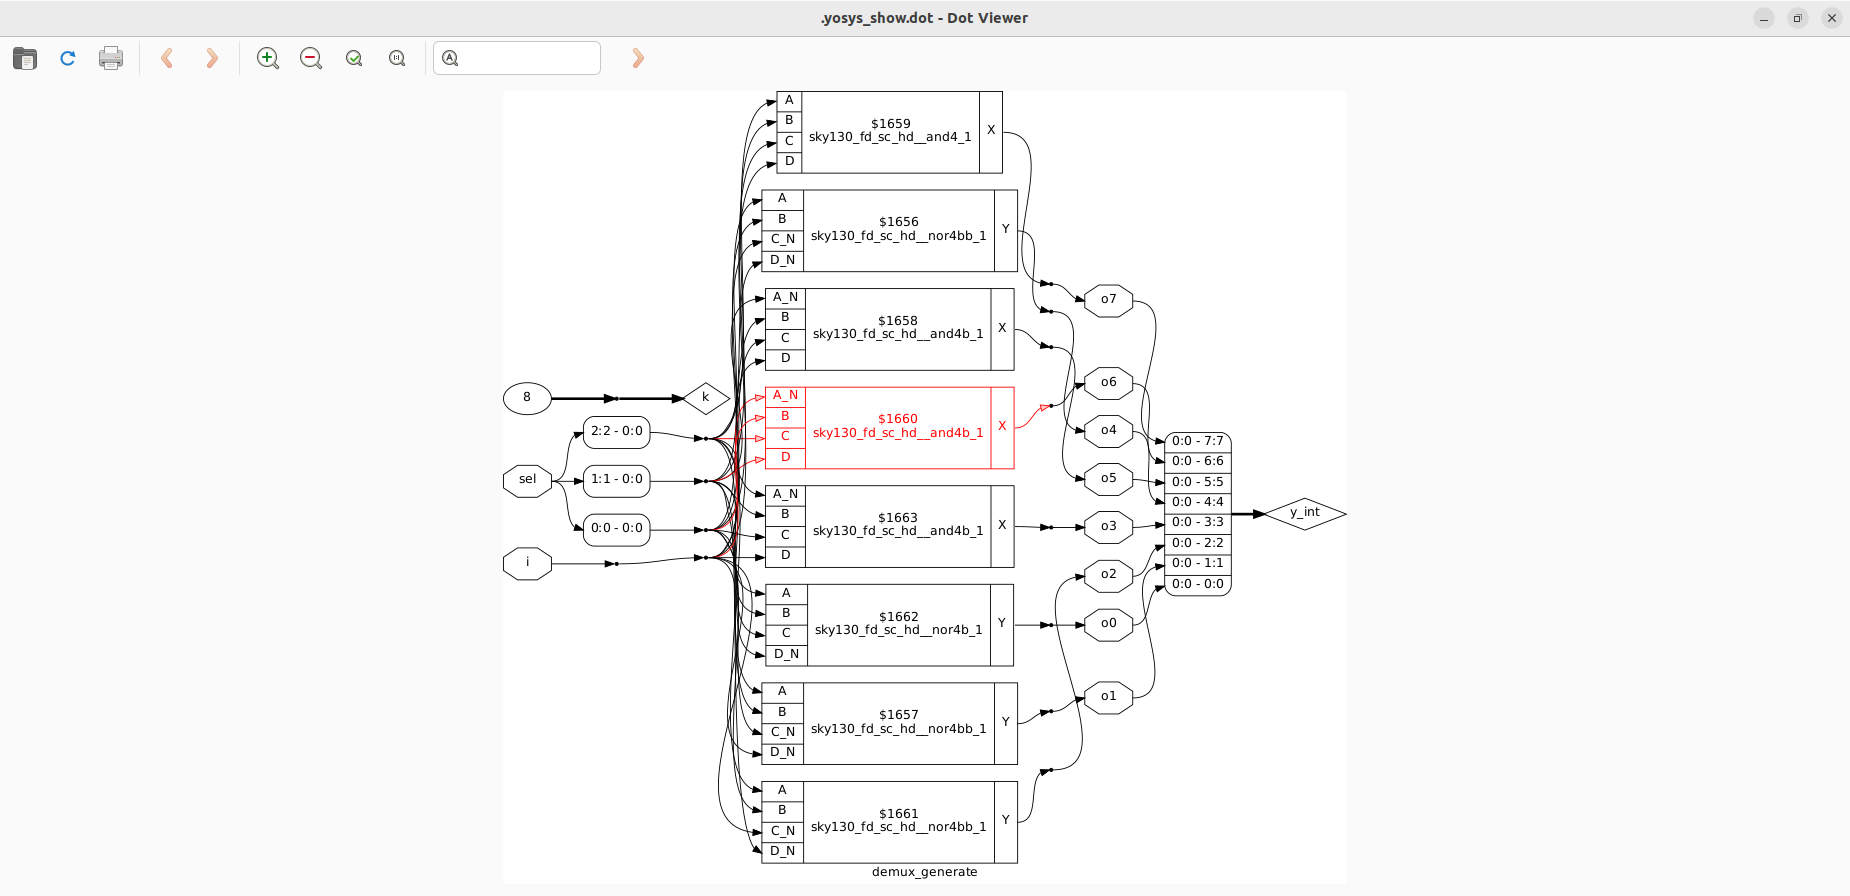 .yosys_show.dot - Dot Viewer
A
B
C
D
$1659
sky130_fd_sc_hd__and4_1
X
A
B
C_N
D_N
$1656
sky130_fd_sc_hd__nor4bb_1
Y
A_N
B
C
D
$1658
sky130_fd_sc_hd__and4b_1
X
A_N
B
C
D
$1660
sky130_fd_sc_hd__and4b_1
X
A_N
B
C
D
$1663
sky130_fd_sc_hd__and4b_1
X
A
B
C
D_N
$1662
sky130_fd_sc_hd__nor4b_1
Y
A
B
C_N
D_N
$1657
sky130_fd_sc_hd__nor4bb_1
Y
A
B
C_N
D_N
$1661
sky130_fd_sc_hd__nor4bb_1
Y
8
k
2:2 - 0:0
sel
1:1 - 0:0
0:0 - 0:0
i
o7
o6
o4
o5
o3
o2
o0
o1
0:0 - 7:7
0:0 - 6:6
0:0 - 5:5
0:0 - 4:4
0:0 - 3:3
0:0 - 2:2
0:0 - 1:1
0:0 - 0:0
y_int
demux_generate